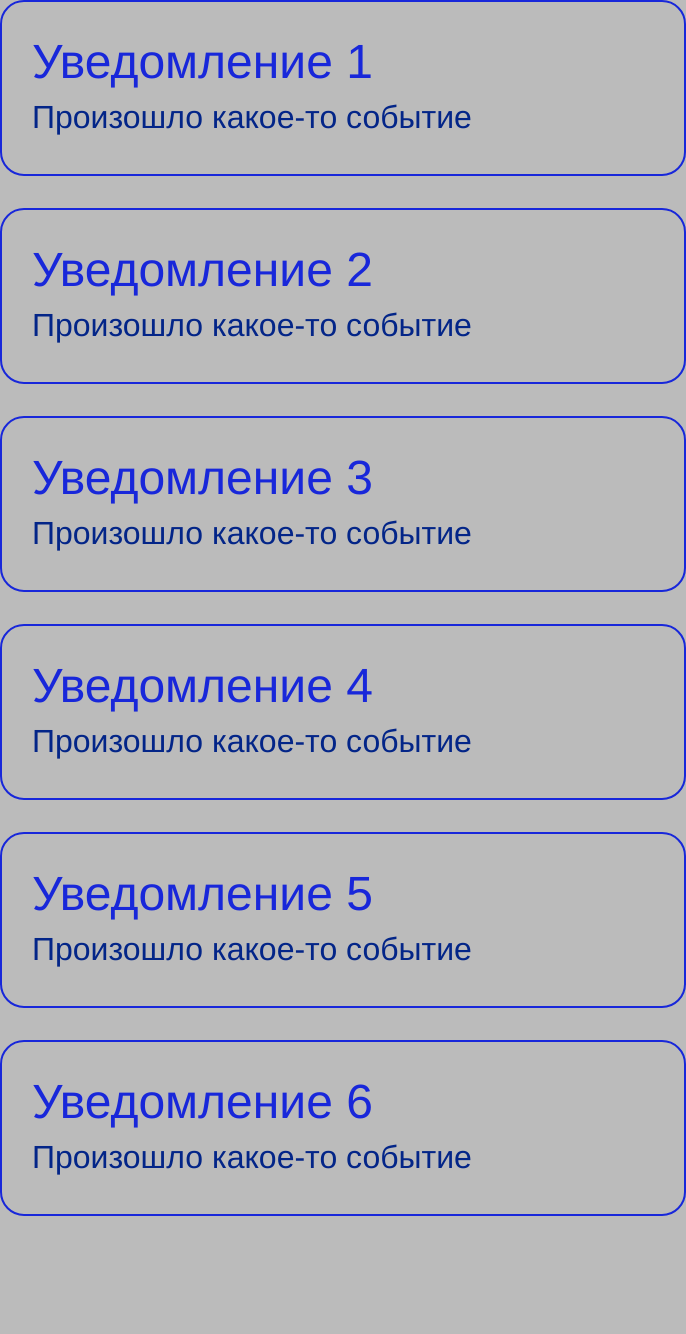 Уведомление 1
Произошло какое-то событие
Уведомление 2
Произошло какое-то событие
Уведомление 3
Произошло какое-то событие
Уведомление 4
Произошло какое-то событие
Уведомление 5
Произошло какое-то событие
Уведомление 6
Произошло какое-то событие